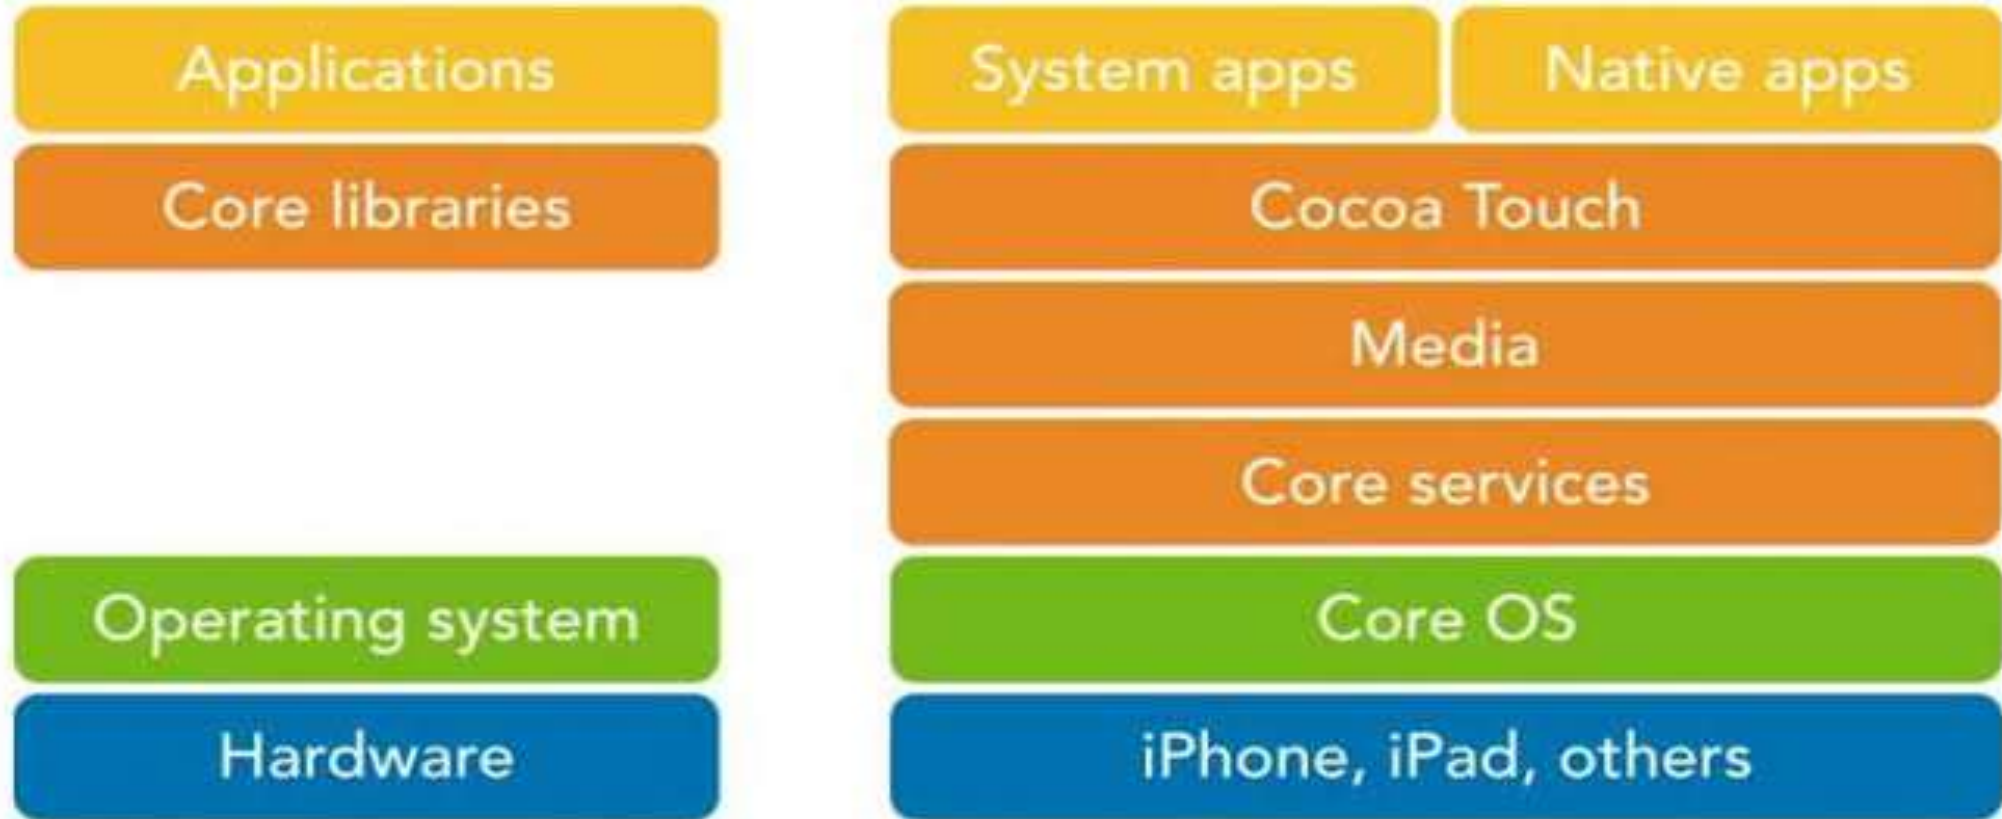 Applications
Core libraries
Operating system
Hardware
System apps
Native apps
Cocoa Touch
Media
Core services
Core OS
iPhone, iPad, others